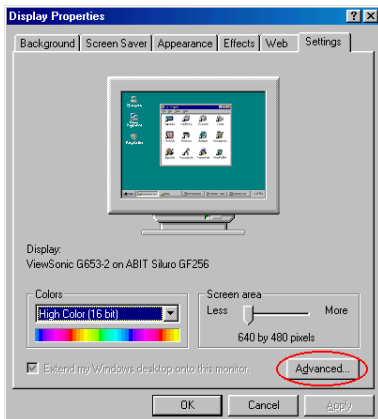 Display Properties
Background Screen Saver Appearance Effects Web Settings
Display:
ViewSonic G653-2 on ABIT Siluro GF256
Colors
High Color (16 bit)
Screen area
Less More
640 by 480 pixels
Extend my Windows desktop onto this monitor.
Advanced...
OK Cancel Apply